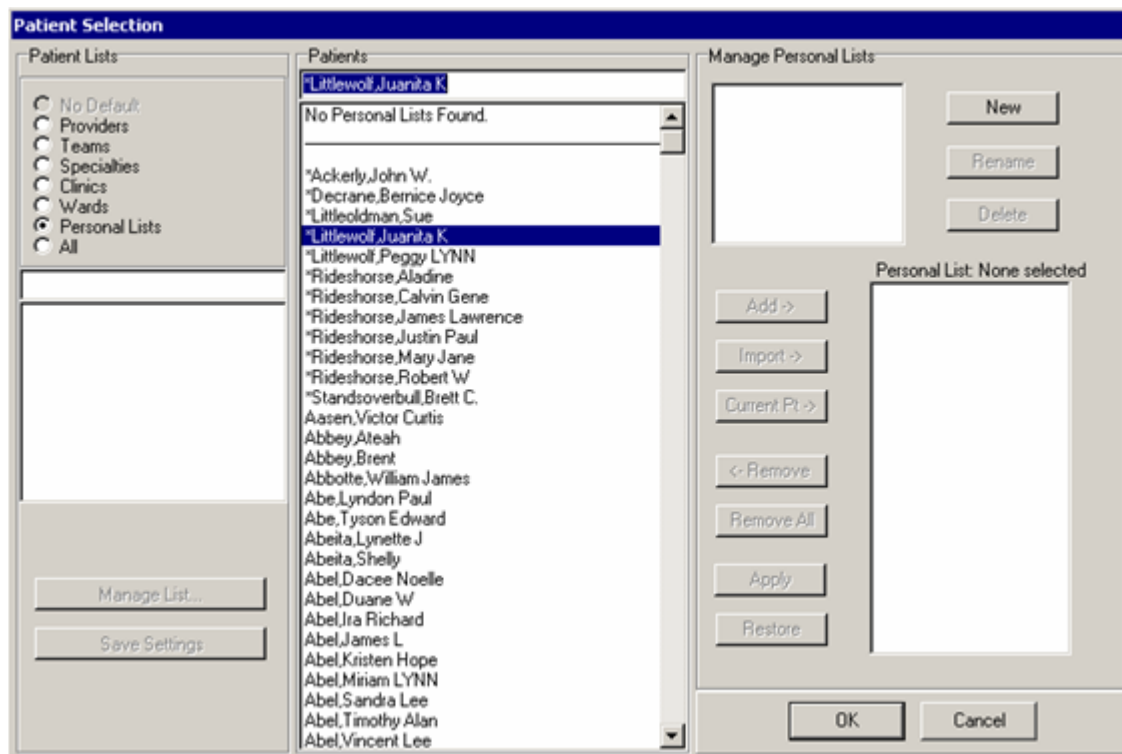 Patient Selection
Patient Lists
No Default
Providers
Teams
Specialties
Clinics
Wards
Personal Lists
All
Manage List...
Save Settings
Patients
*Littlewolf,Juanita K
No Personal Lists Found.
*Ackerly,John W.
*Decrane,Bernice Joyce
*Littleoldman,Sue
*Littlewolf,Juanita K
*Littlewolf,Peggy LYNN
*Rideshorse,Aladine
*Rideshorse,Calvin Gene
*Rideshorse,James Lawrence
*Rideshorse,Justin Paul
*Rideshorse,Mary Jane
*Rideshorse,Robert W
*Standsoverbull,Brett C.
Aasen,Victor Curtis
Abbey,Ateah
Abbey,Brent
Abbotte,William James
Abe,Lyndon Paul
Abe,Tyson Edward
Abeita,Lynette J
Abeita,Shelly
Abel,Dacee Noelle
Abel,Duane W
Abel,Ira Richard
Abel,James L
Abel,Kristen Hope
Abel,Miriam LYNN
Abel,Sandra Lee
Abel,Timothy Alan
Abel,Vincent Lee
Manage Personal Lists
New
Rename
Delete
Personal List: None selected
Add ->
Import ->
Current Pt ->
<- Remove
Remove All
Apply
Restore
OK
Cancel